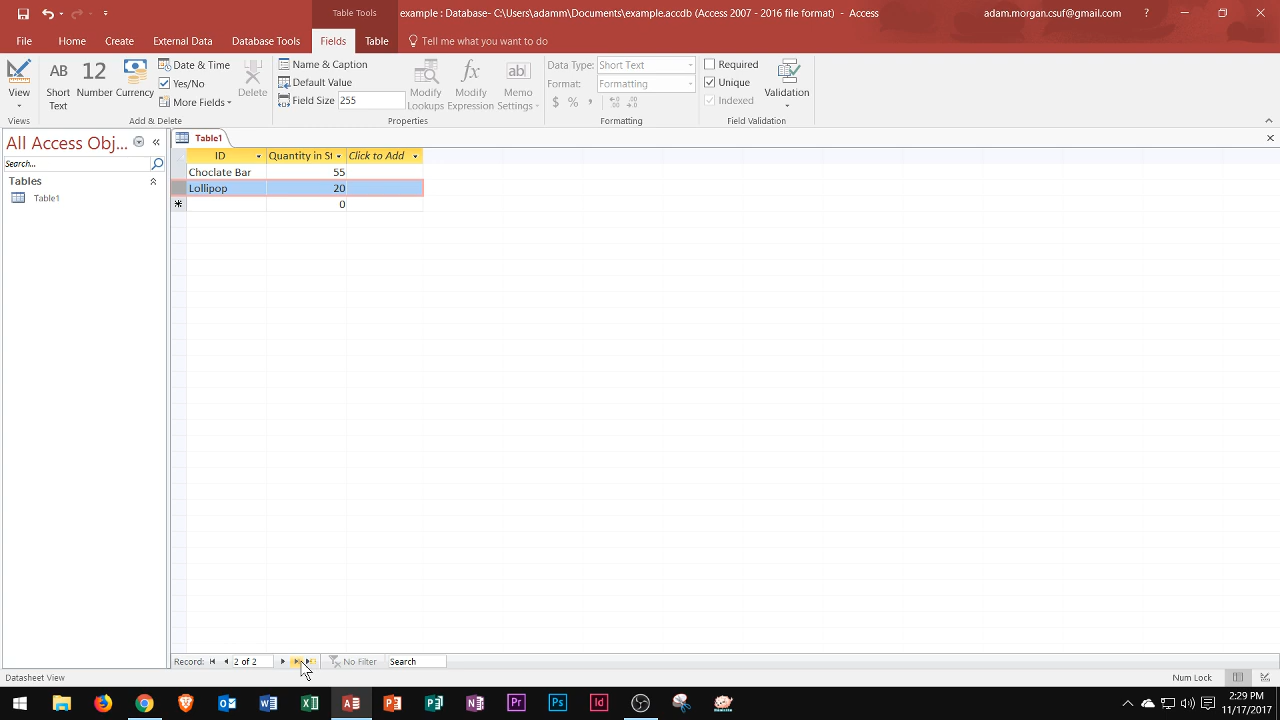 Table Tools
example : Database- C:\Users\adamm\Documents\example.accdb (Access 2007 - 2016 file format) - Access
adam.morgan.csuf@gmail.com
?
File
Home
Create
External Data
Database Tools
Fields
Table
Tell me what you want to do
View
Views
AB
Short
Text
12
Number
Currency
Date & Time
Yes/No
More Fields
Delete
Add & Delete
Name & Caption
Default Value
Field Size 255
Modify
Lookups
fx
Modify
Expression
ab
Memo
Settings
Properties
Data Type: Short Text
Format: Formatting
$ % ,
Formatting
Required
Unique
Indexed
Validation
Field Validation
All Access Obj...
Search...
Tables
Table1
Table1
ID Quantity in St Click to Add
Choclate Bar 55
Lollipop 20
0
Record: 2 of 2 No Filter Search
Datasheet View
Num Lock
2:29 PM
11/17/2017